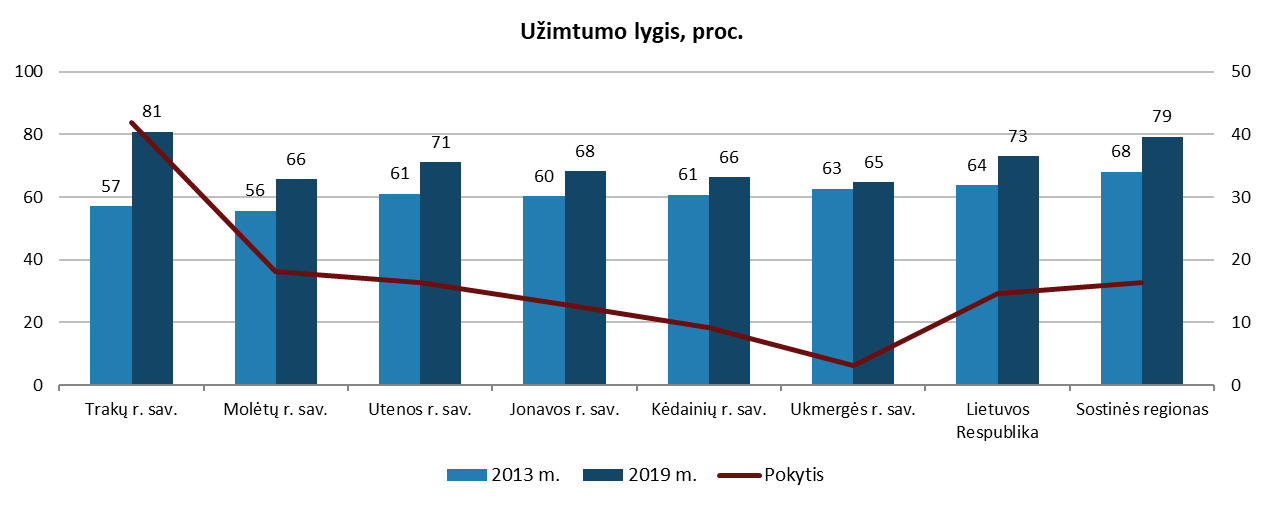 Užimtumo lygis, proc.
100
80
60
40
20
0
50
40
30
20
10
0
57
81
56
66
61
71
60
68
61
66
63
65
64
73
68
79
Trakų r. sav.
Molėtų r. sav.
Utenos r. sav.
Jonavos r. sav.
Kėdainių r. sav.
Ukmergės r. sav.
Lietuvos
Respublika
Sostinės regionas
2013 m.
2019 m.
Pokytis